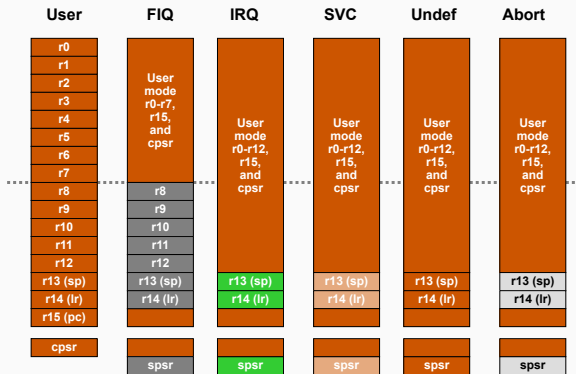 User
FIQ
IRQ
SVC
Undef
Abort
r0
r1
r2
r3
r4
r5
r6
r7
r8
r9
r10
r11
r12
r13 (sp)
r14 (lr)
r15 (pc)
cpsr
User
mode
r0-r7,
r15,
and
cpsr
r8
r9
r10
r11
r12
r13 (sp)
r14 (lr)
spsr
User
mode
r0-r12,
r15,
and
cpsr
r13 (sp)
r14 (lr)
spsr
User
mode
r0-r12,
r15,
and
cpsr
r13 (sp)
r14 (lr)
spsr
User
mode
r0-r12,
r15,
and
cpsr
r13 (sp)
r14 (lr)
spsr
User
mode
r0-r12,
r15,
and
cpsr
r13 (sp)
r14 (lr)
spsr